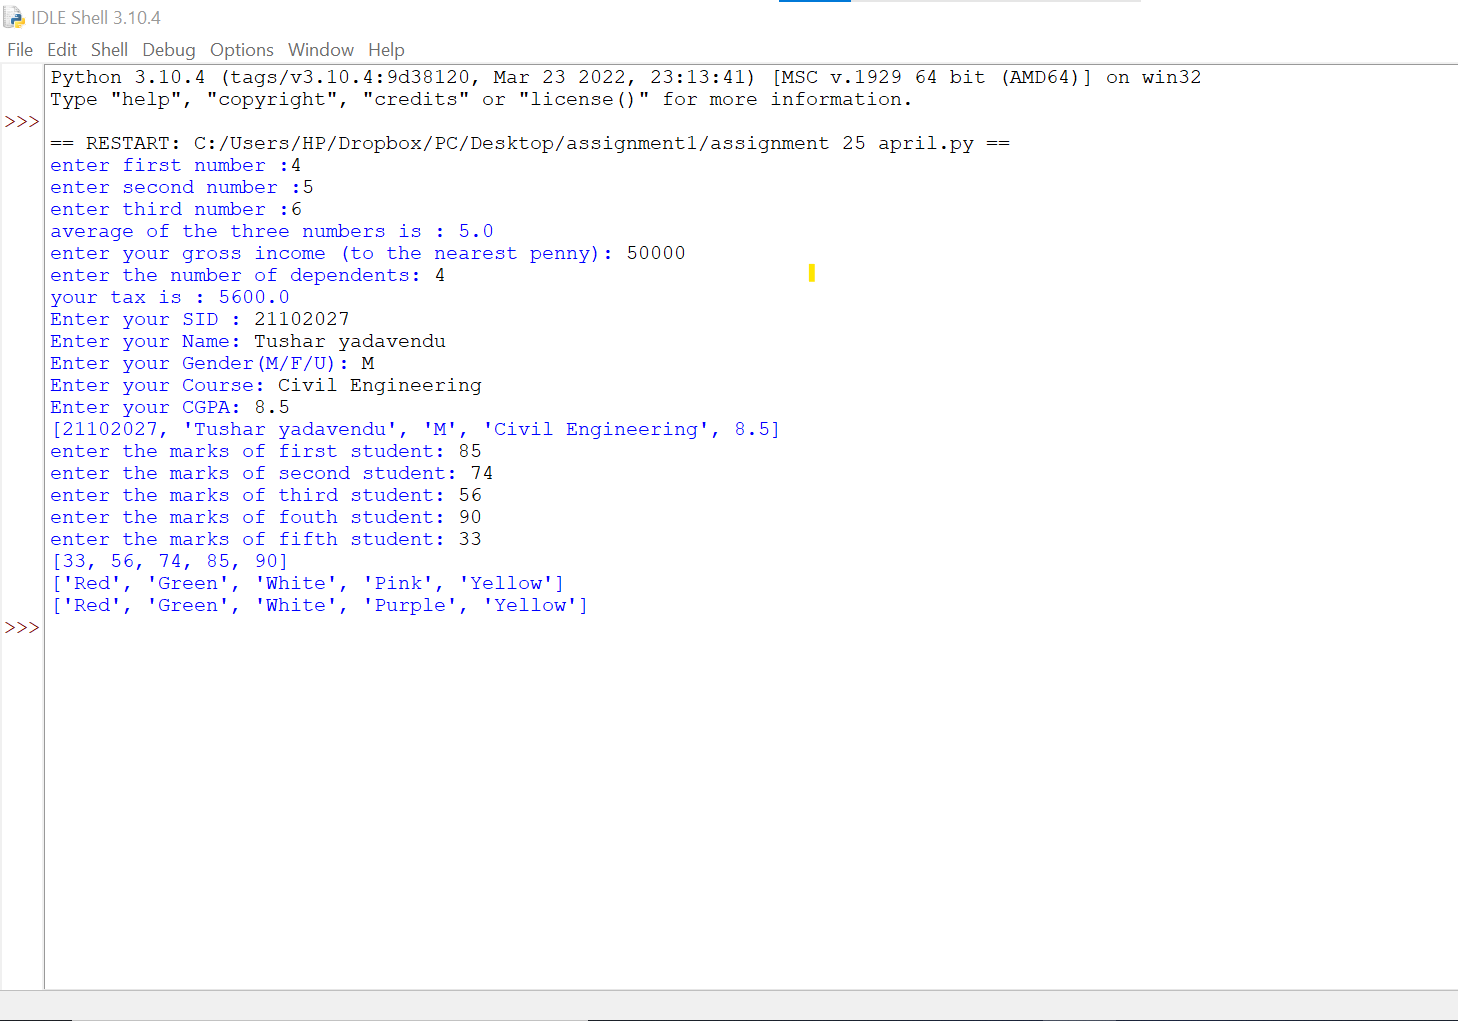 IDLE Shell 3.10.4
File Edit Shell Debug Options Window Help
Python 3.10.4 (tags/v3.10.4:9d38120, Mar 23 2022, 23:13:41) [MSC v.1929 64 bit (AMD64)] on win32
Type "help", "copyright", "credits" or "license()" for more information.
>>>
== RESTART: C:/Users/HP/Dropbox/PC/Desktop/assignment1/assignment 25 april.py ==
enter first number :4
enter second number :5
enter third number :6
average of the three numbers is : 5.0
enter your gross income (to the nearest penny): 50000
enter the number of dependents: 4
your tax is : 5600.0
Enter your SID : 21102027
Enter your Name: Tushar yadavendu
Enter your Gender(M/F/U): M
Enter your Course: Civil Engineering
Enter your CGPA: 8.5
[21102027, 'Tushar yadavendu', 'M', 'Civil Engineering', 8.5]
enter the marks of first student: 85
enter the marks of second student: 74
enter the marks of third student: 56
enter the marks of fouth student: 90
enter the marks of fifth student: 33
[33, 56, 74, 85, 90]
['Red', 'Green', 'White', 'Pink', 'Yellow']
['Red', 'Green', 'White', 'Purple', 'Yellow']
>>>